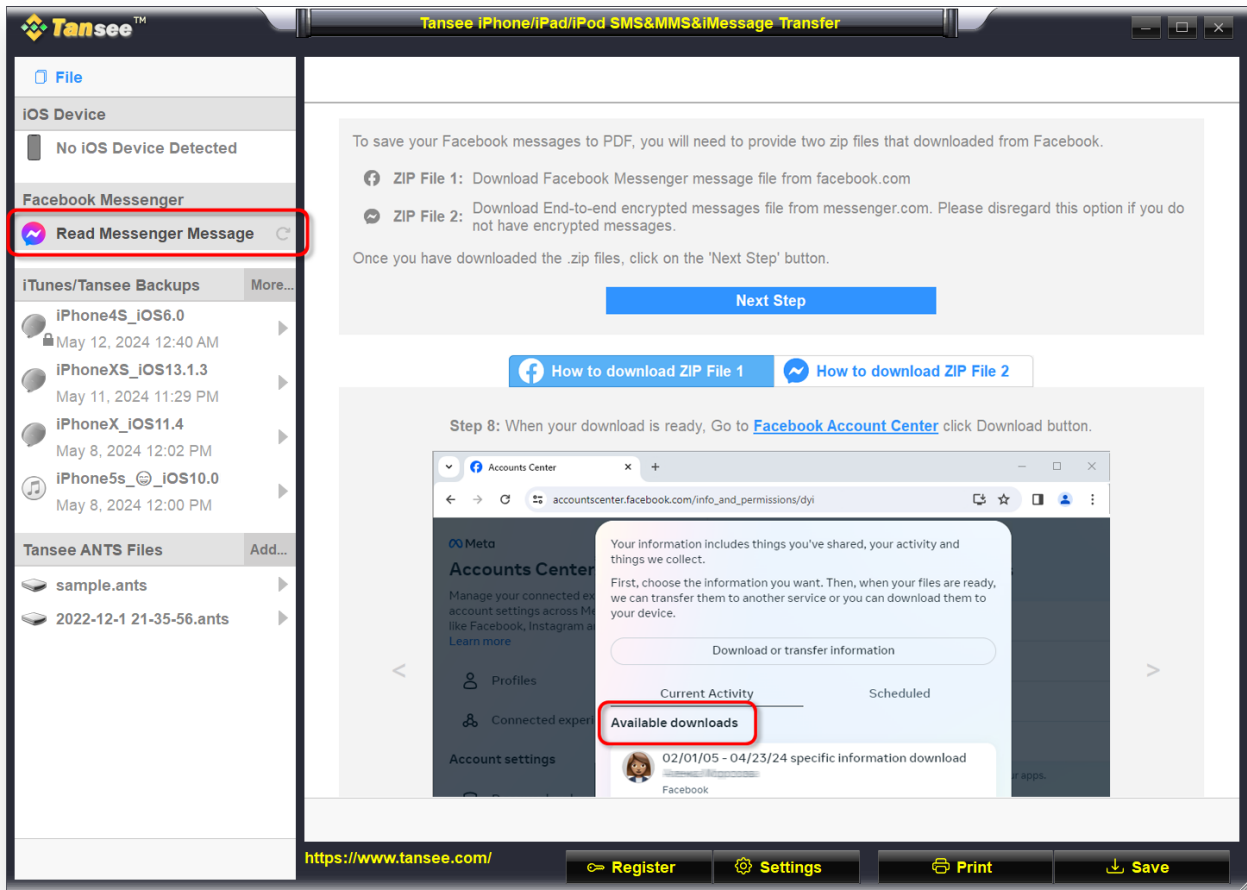 Tansee™
Tansee iPhone/iPad/iPod SMS&MMS&iMessage Transfer
File
iOS Device
No iOS Device Detected
Facebook Messenger
Read Messenger Message
iTunes/Tansee Backups More...
iPhone4S_iOS6.0
May 12, 2024 12:40 AM
iPhoneXS_iOS13.1.3
May 11, 2024 11:29 PM
iPhoneX_iOS11.4
May 8, 2024 12:02 PM
iPhone5s_😄_iOS10.0
May 8, 2024 12:00 PM
Tansee ANTS Files Add...
sample.ants
2022-12-1 21-35-56.ants
To save your Facebook messages to PDF, you will need to provide two zip files that downloaded from Facebook.
ZIP File 1: Download Facebook Messenger message file from facebook.com
ZIP File 2: Download End-to-end encrypted messages file from messenger.com. Please disregard this option if you do
not have encrypted messages.
Once you have downloaded the .zip files, click on the 'Next Step' button.
Next Step
How to download ZIP File 1 How to download ZIP File 2
Step 8: When your download is ready, Go to Facebook Account Center click Download button.
Accounts Center
accountscenter.facebook.com/info_and_permissions/dyi
Meta
Accounts Center
Manage your connected ex
account settings across Me
like Facebook, Instagram a
Learn more
Profiles
Connected experi
Account settings
Your information includes things you've shared, your activity and
things we collect.
First, choose the information you want. Then, when your files are ready,
we can transfer them to another service or you can download them to
your device.
Download or transfer information
Current Activity Scheduled
Available downloads
02/01/05 - 04/23/24 specific information download
Facebook
ur apps.
https://www.tansee.com/
Register Settings Print Save